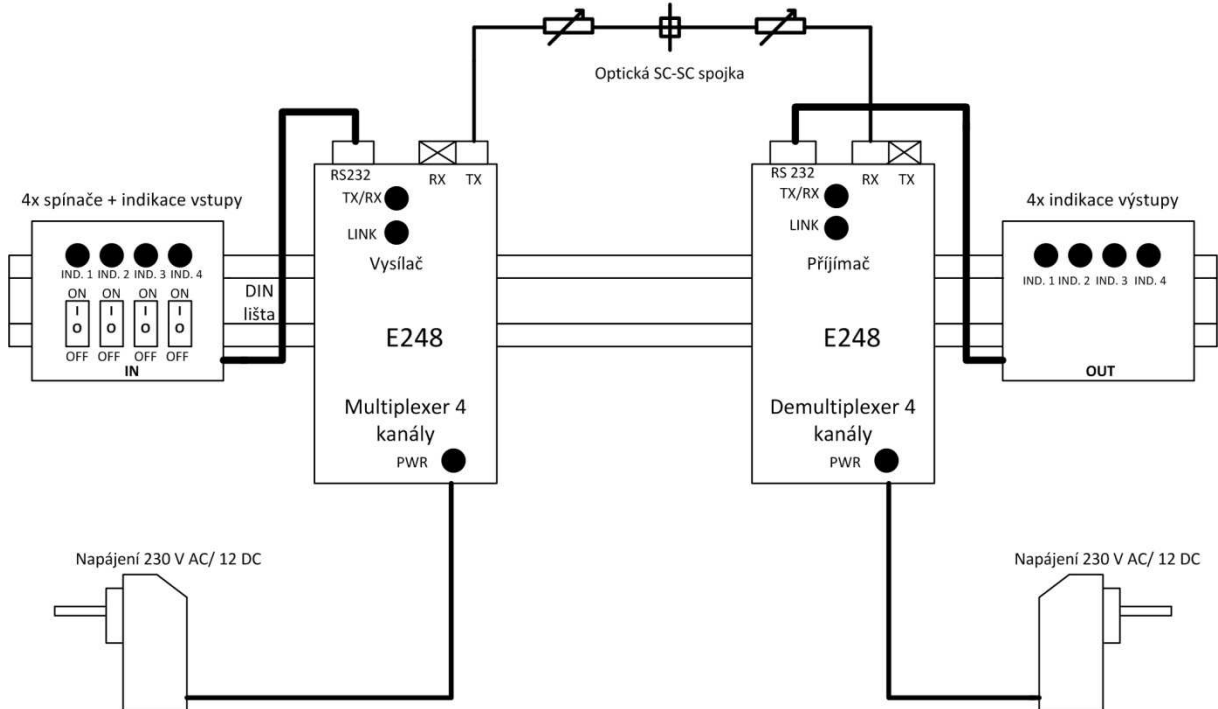 Optická SC-SC spojka
4x spínače + indikace vstupy
IND. 1 IND. 2 IND. 3 IND. 4
ON ON ON ON
I I I I
O O O O
OFF OFF OFF OFF
IN
DIN
lišta
RS232 RX TX
TX/RX
LINK
Vysílač
E248
Multiplexer 4
kanály
PWR
RS 232 RX TX
TX/RX
LINK
Příjímač
E248
Demultiplexer 4
kanály
PWR
4x indikace výstupy
IND. 1 IND. 2 IND. 3 IND. 4
OUT
Napájení 230 V AC/ 12 DC
Napájení 230 V AC/ 12 DC